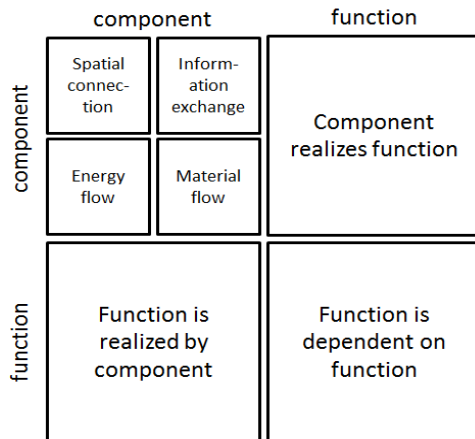 component
function
component
Spatial
connec-
tion
Inform-
ation
exchange
Energy
flow
Material
flow
Component
realizes function
function
Function is
realized by
component
Function is
dependent on
function